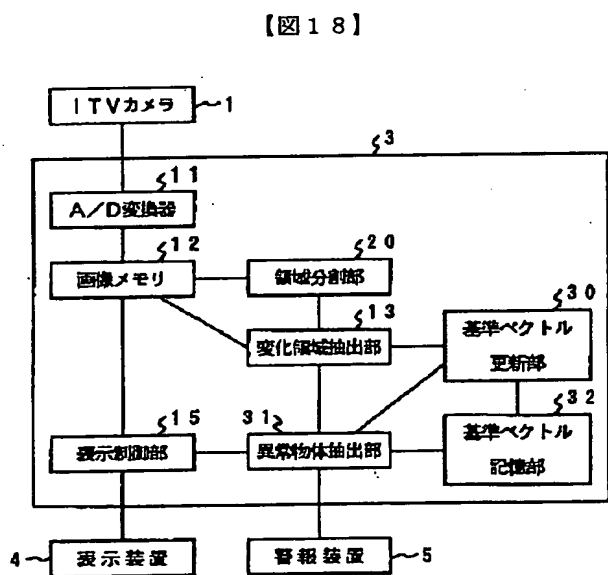 【図１８】
ＩＴＶカメラ 1
3
11
Ａ／Ｄ変換器
12
画像メモリ
20
領域分割部
13
変化領域抽出部
30
基準ベクトル
更新部
15
表示制御部
31
異常物体抽出部
32
基準ベクトル
記憶部
4 表示装置
警報装置 5